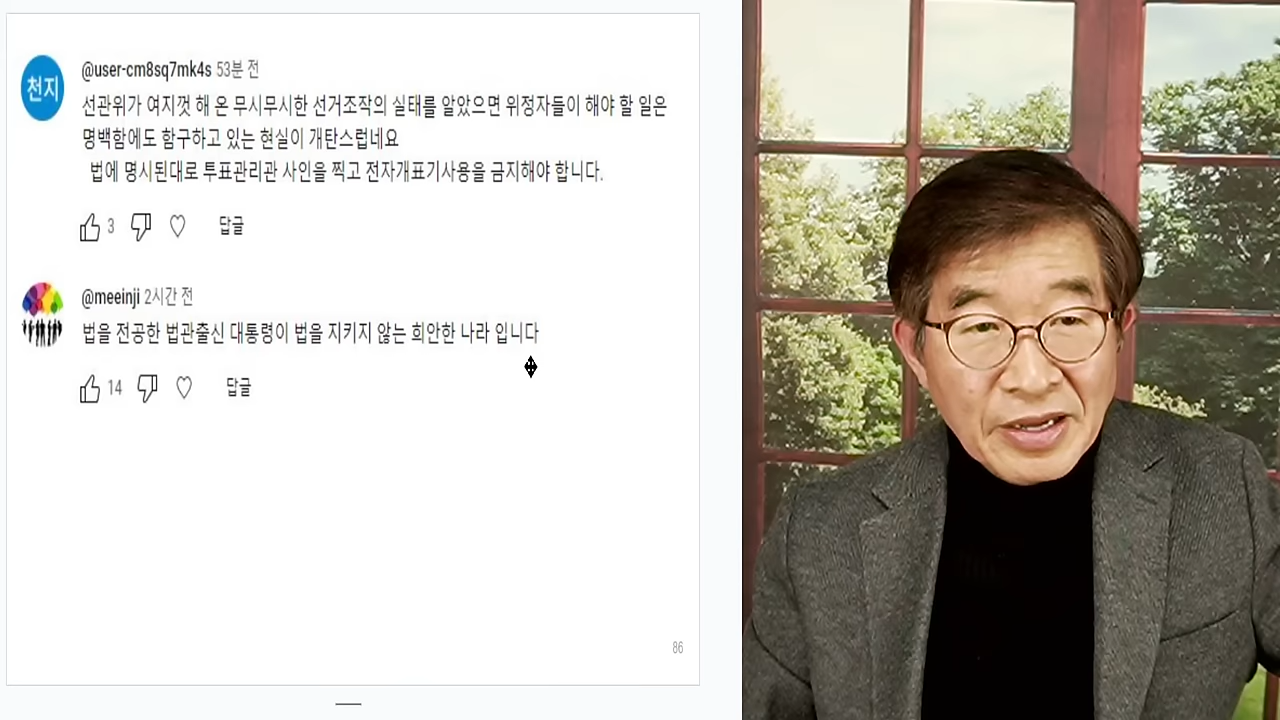 천지
@user-cm8sq7mk4s 53분 전
선관위가 여지껏 해 온 무시무시한 선거조작의 실태를 알았으면 위정자들이 해야 할 일은
명백함에도 함구하고 있는 현실이 개탄스럽네요
법에 명시된대로 투표관리관 사인을 찍고 전자개표기사용을 금지해야 합니다.
3 답글
@meeinji 2시간 전
법을 전공한 법관출신 대통령이 법을 지키지 않는 희안한 나라 입니다
14 답글
86